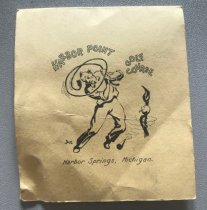 HARBOR POINT
GOLF COURSE
Harbor Springs, Michigan.